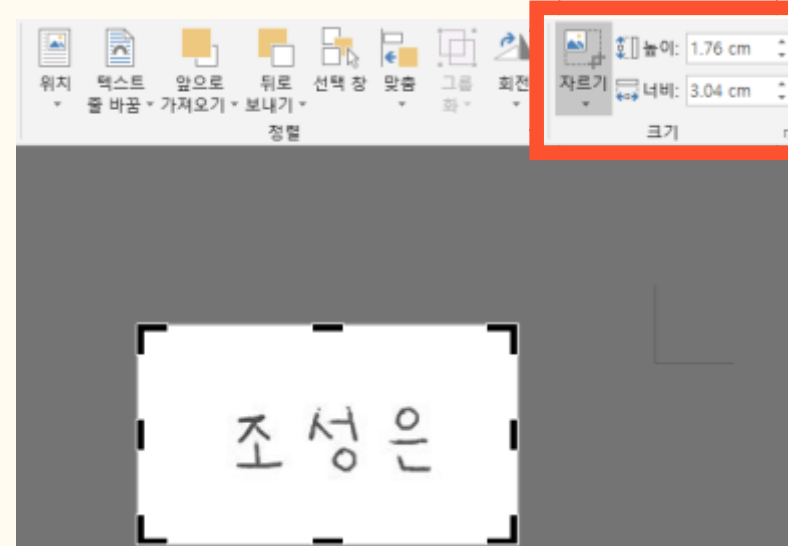 위치 텍스트 줄 바꿈 앞으로 가져오기 뒤로 보내기 선택 창 맞춤 그룹화 회전
정렬
자르기 높이: 1.76 cm
너비: 3.04 cm
크기
조성은